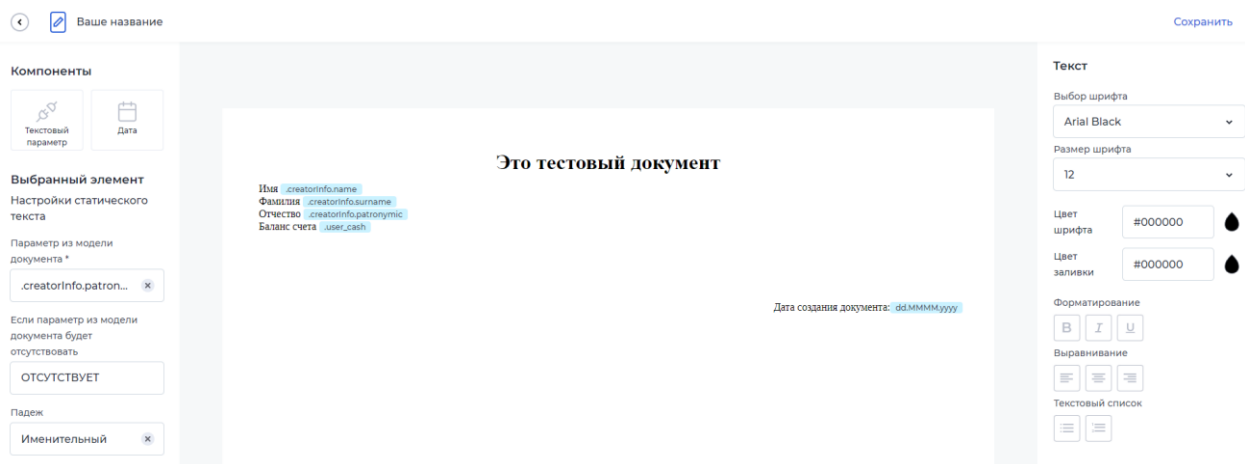 Ваше название
Сохранить
Компоненты
Текстовый
параметр
Дата
Выбранный элемент
Настройки статического
текста
Параметр из модели
документа *
.creatorInfo.patron...
Если параметр из модели
документа будет
отсутствовать
ОТСУТСТВУЕТ
Падеж
Именительный
Это тестовый документ
Имя .creatorInfo.name
Фамилия .creatorInfo.surname
Отчество .creatorInfo.patronymic
Баланс счета .user_cash
Дата создания документа: dd.MMMM.yyyy
Текст
Выбор шрифта
Arial Black
Размер шрифта
12
Цвет
шрифта
#000000
Цвет
заливки
#000000
Форматирование
B I U
Выравнивание
Текстовый список